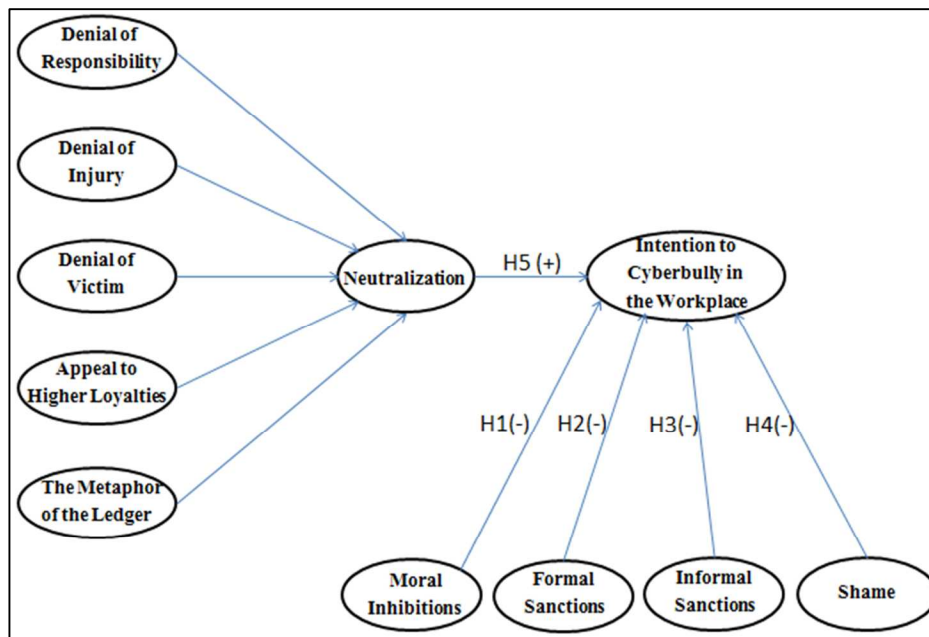 Denial of
Responsibility
Denial of
Injury
Denial of
Victim
Appeal to
Higher Loyalties
The Metaphor
of the Ledger
Neutralization
H5 (+)
Intention to
Cyberbully in
the Workplace
H1(-)
H2(-)
H3(-)
H4(-)
Moral
Inhibitions
Formal
Sanctions
Informal
Sanctions
Shame